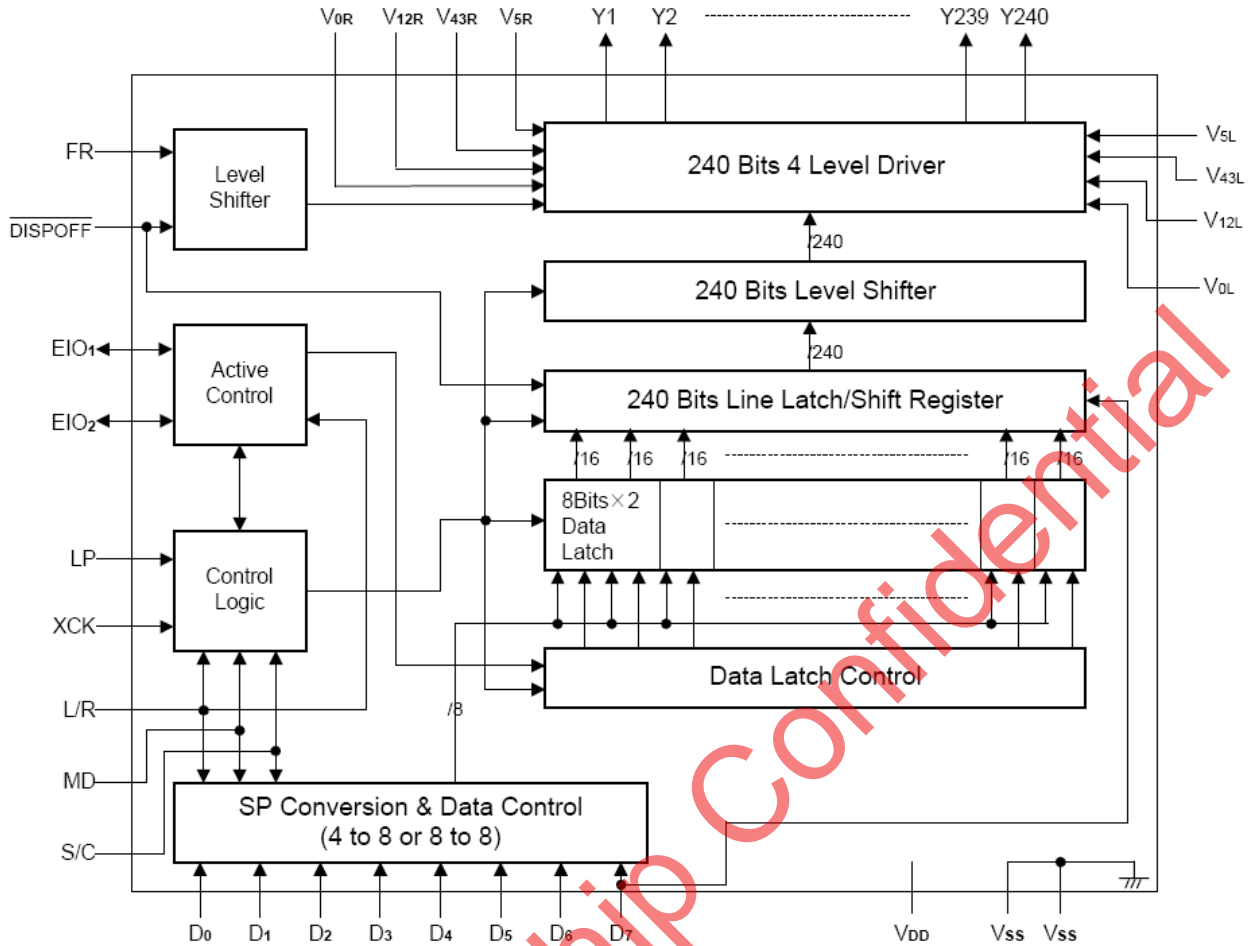 V0R V12R V43R V5R Y1 Y2 Y239 Y240
FR
Level
Shifter
240 Bits 4 Level Driver
V5L
V43L
V12L
V0L
DISPOFF
/240
240 Bits Level Shifter
/240
EIO1
EIO2
Active
Control
240 Bits Line Latch/Shift Register
/16 /16 /16 /16 /16
8Bits×2
Data
Latch
LP
XCK
Control
Logic
Data Latch Control
L/R
/8
MD
SP Conversion & Data Control
(4 to 8 or 8 to 8)
S/C
D0 D1 D2 D3 D4 D5 D6 D7 VDD VSS VSS
hip Confidential